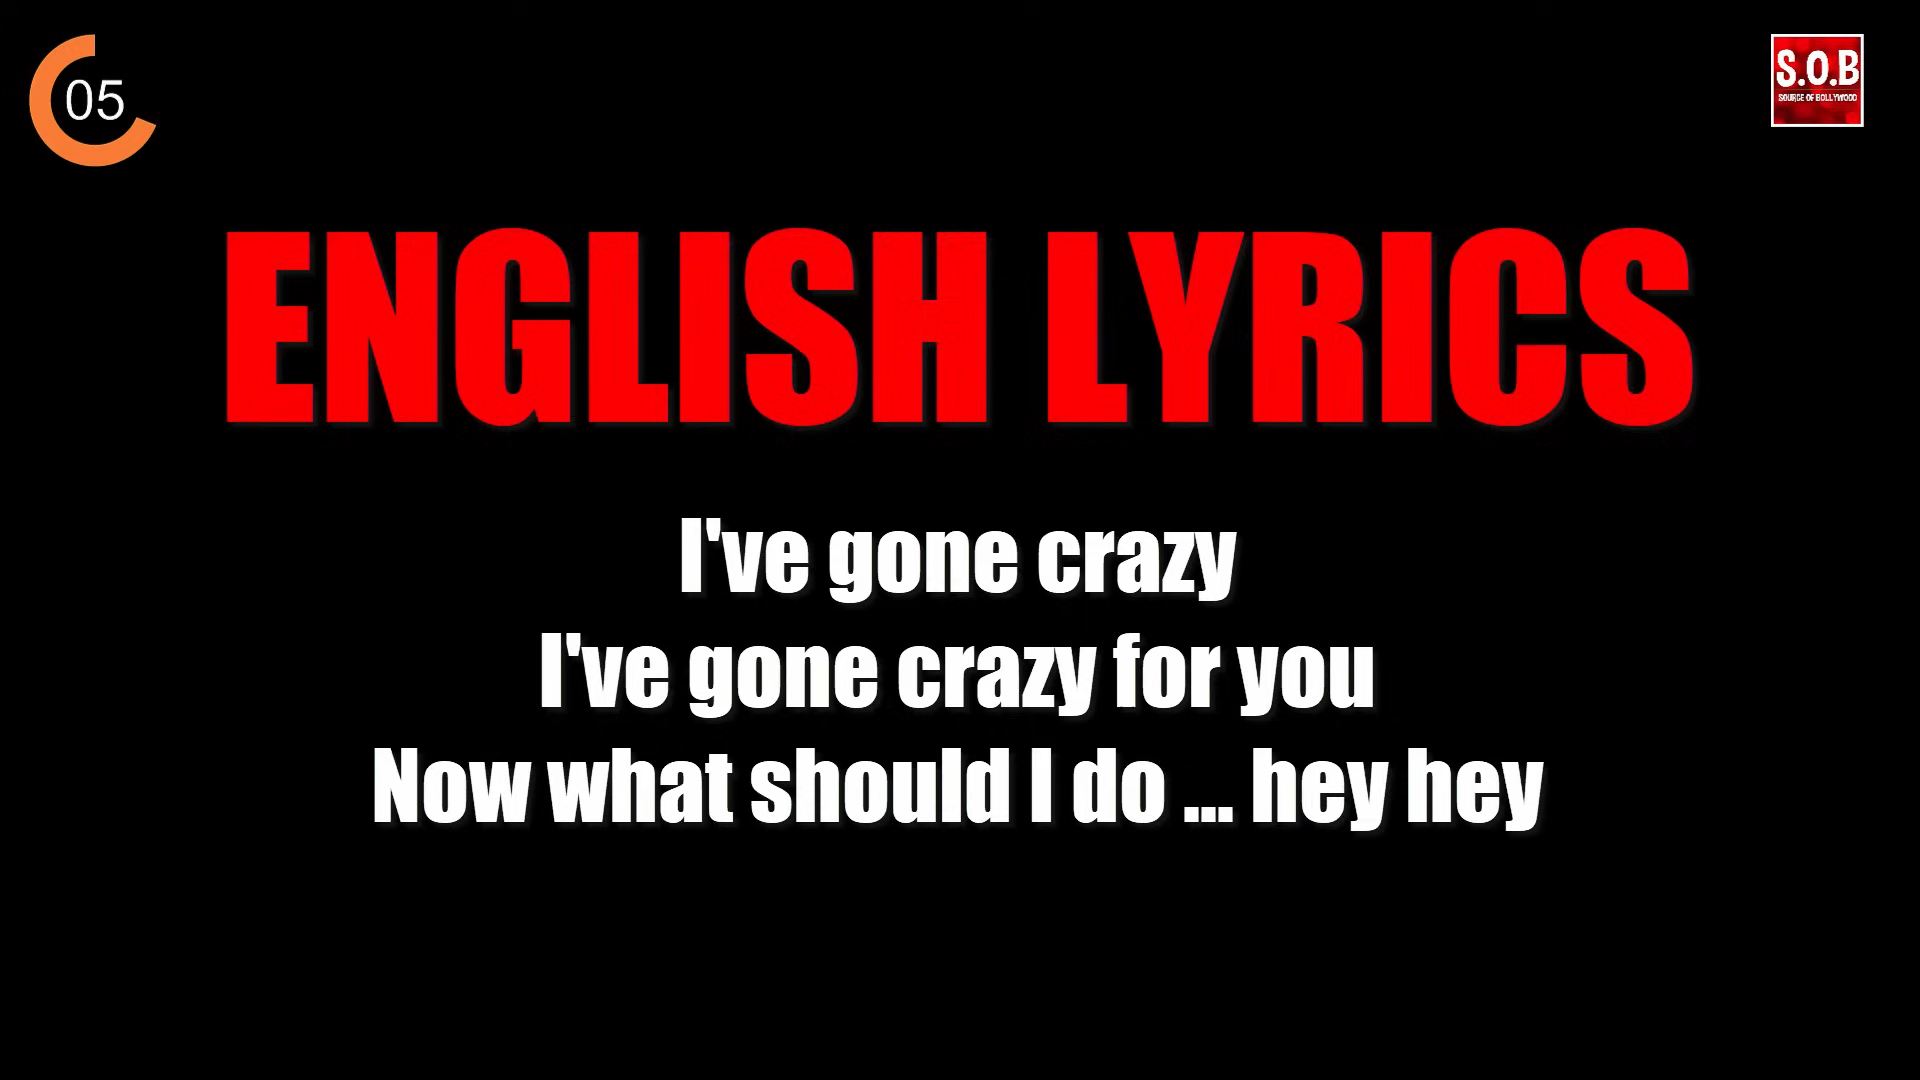 05
S.O.B
SOURCE OF BOLLYWOOD
ENGLISH LYRICS
I've gone crazy
I've gone crazy for you
Now what should I do ... hey hey